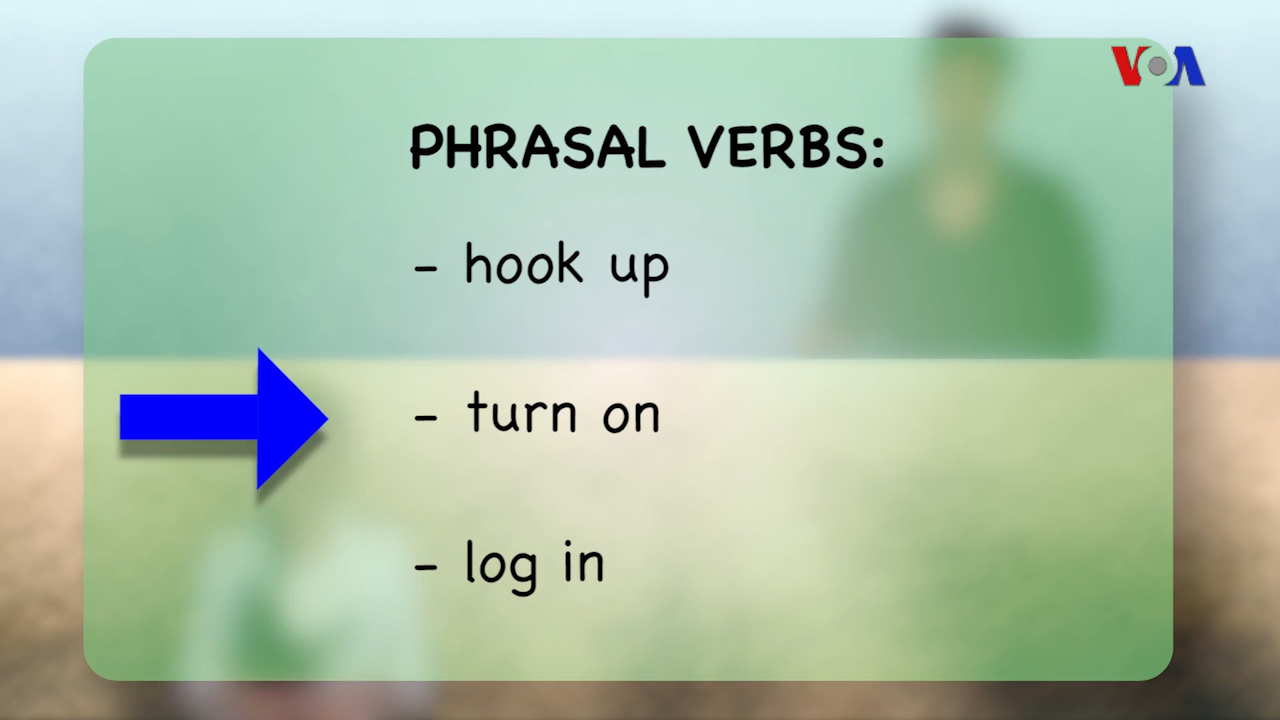 VOA
PHRASAL VERBS:
- hook up
- turn on
- log in